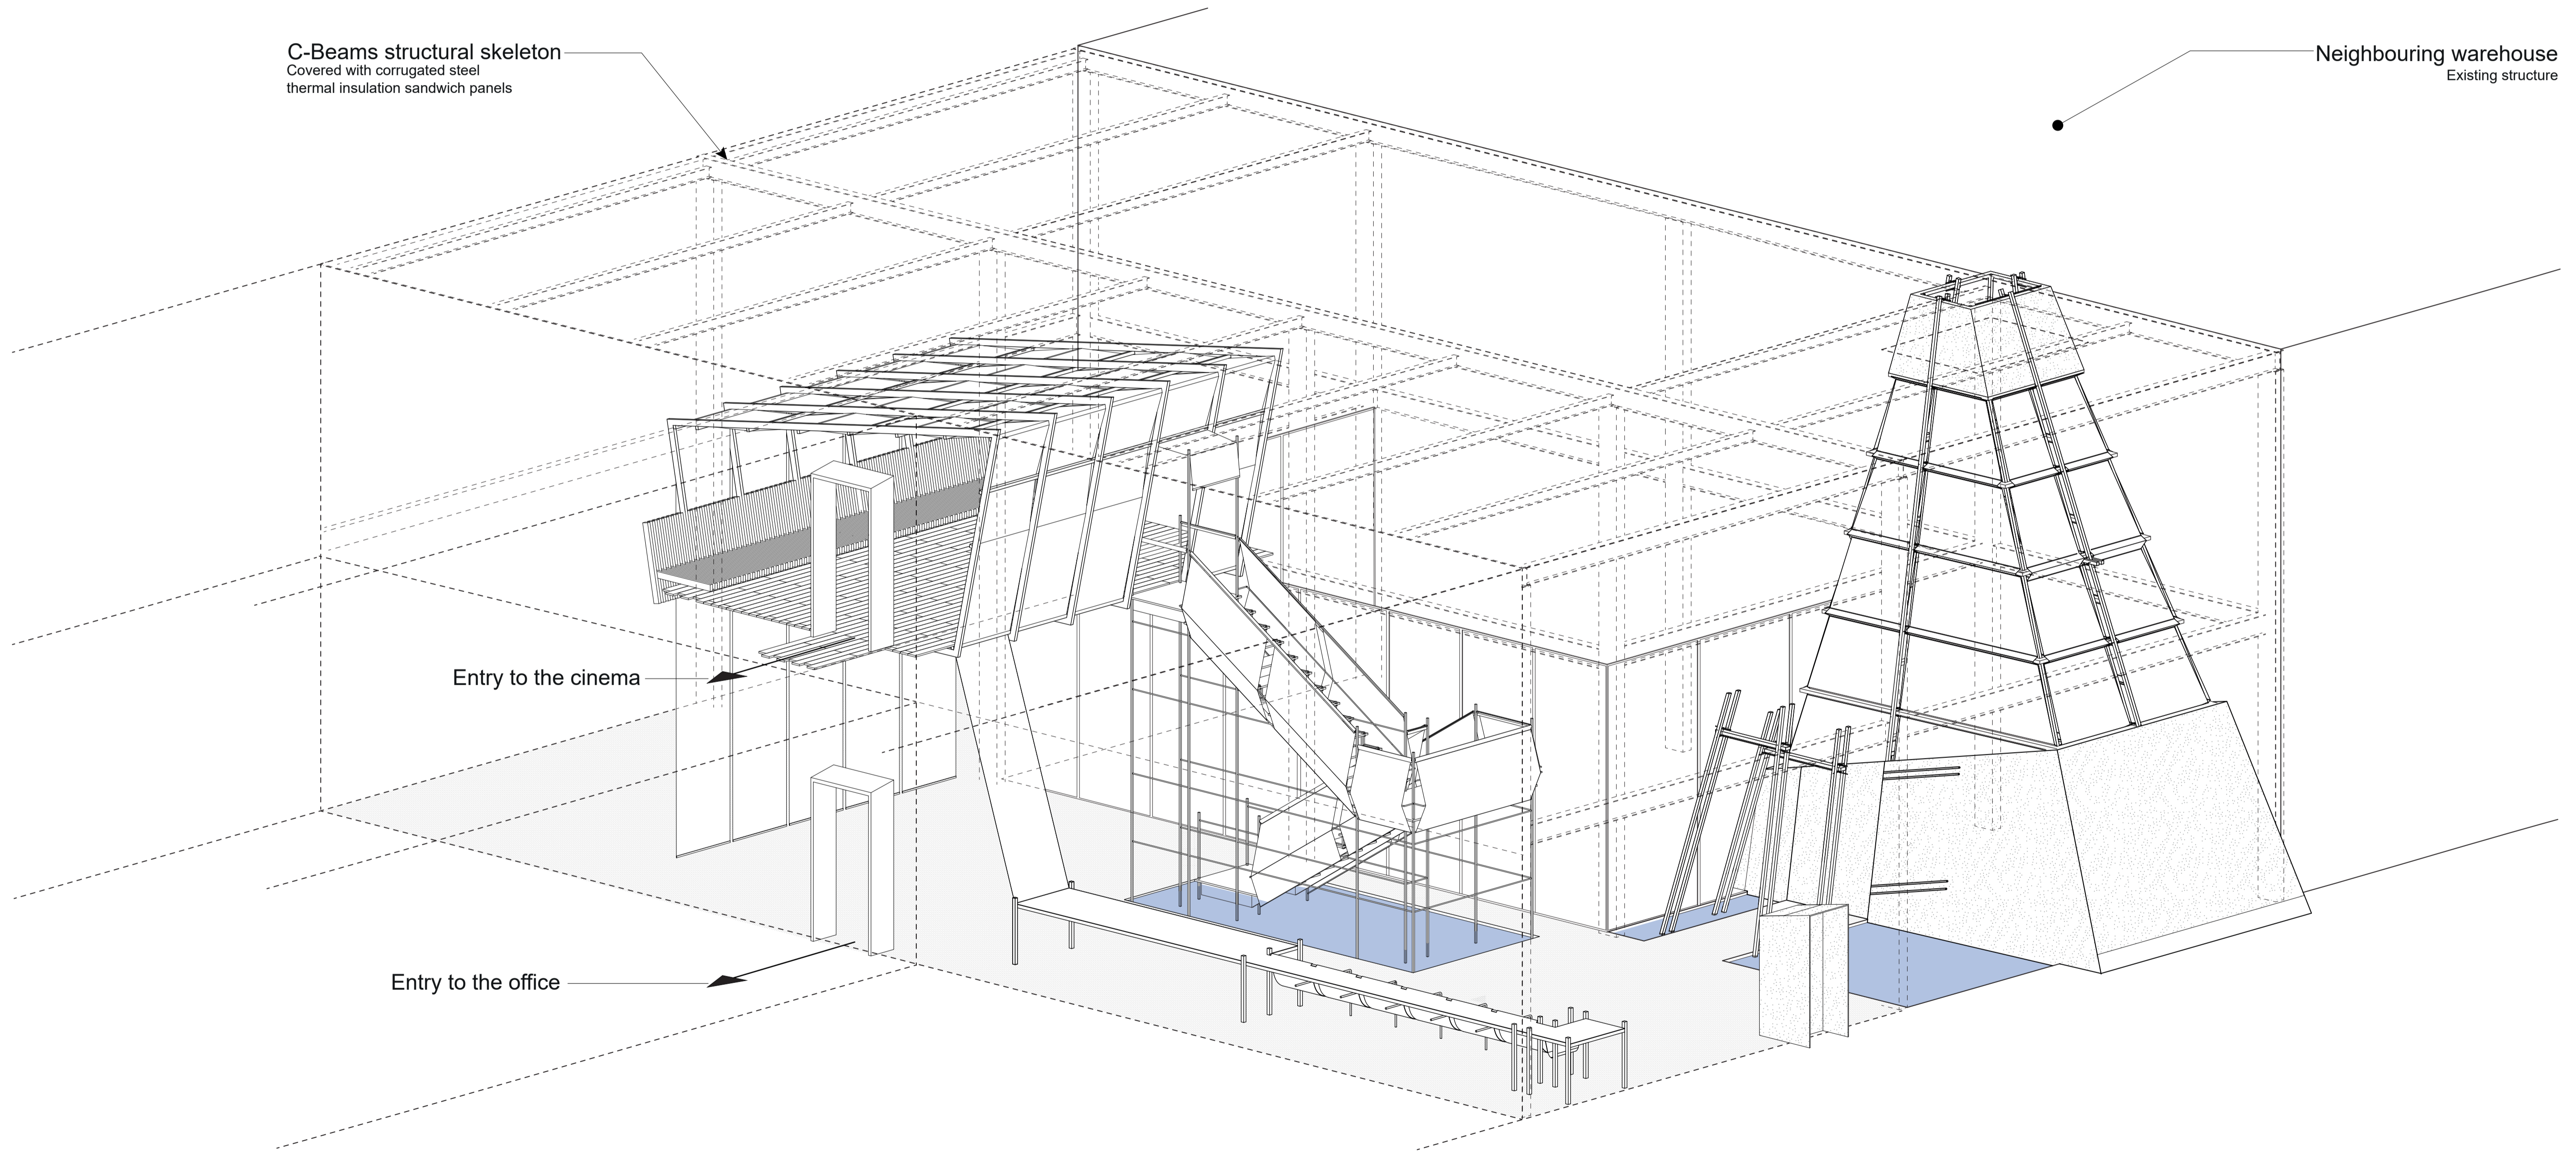 C-Beams structural skeleton
Covered with corrugated steel
thermal insulation sandwich panels
Neighbouring warehouse
Existing structure
Entry to the cinema
Entry to the office